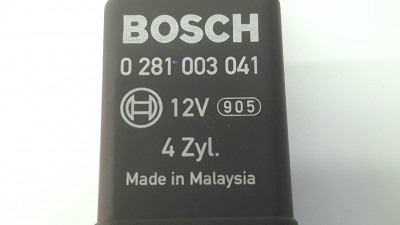 BOSCH
0 281 003 041
12V 905
4 Zyl.
Made in Malaysia